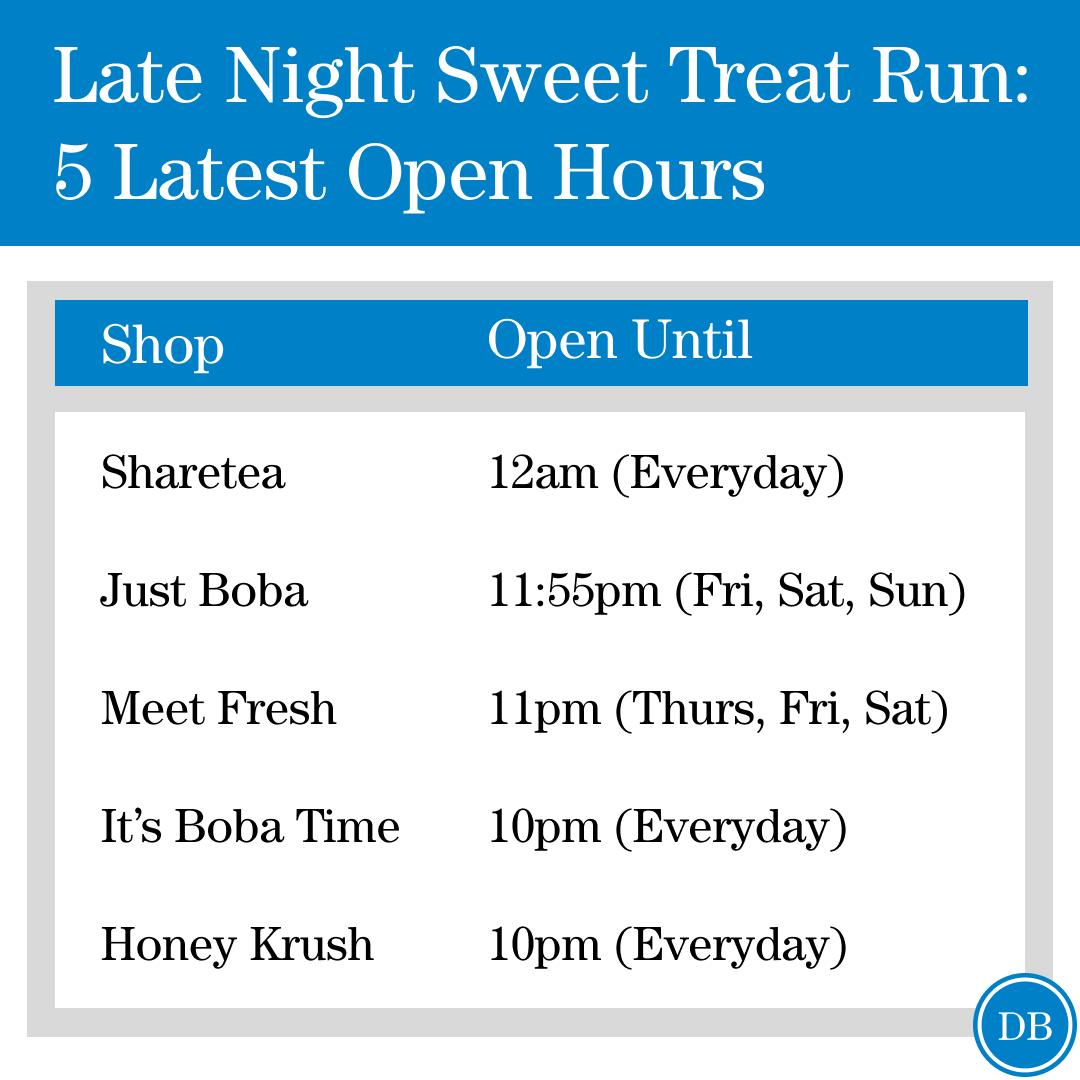 Late Night Sweet Treat Run:
5 Latest Open Hours
Shop Open Until
Sharetea 12am (Everyday)
Just Boba 11:55pm (Fri, Sat, Sun)
Meet Fresh 11pm (Thurs, Fri, Sat)
It’s Boba Time 10pm (Everyday)
Honey Krush 10pm (Everyday)
DB